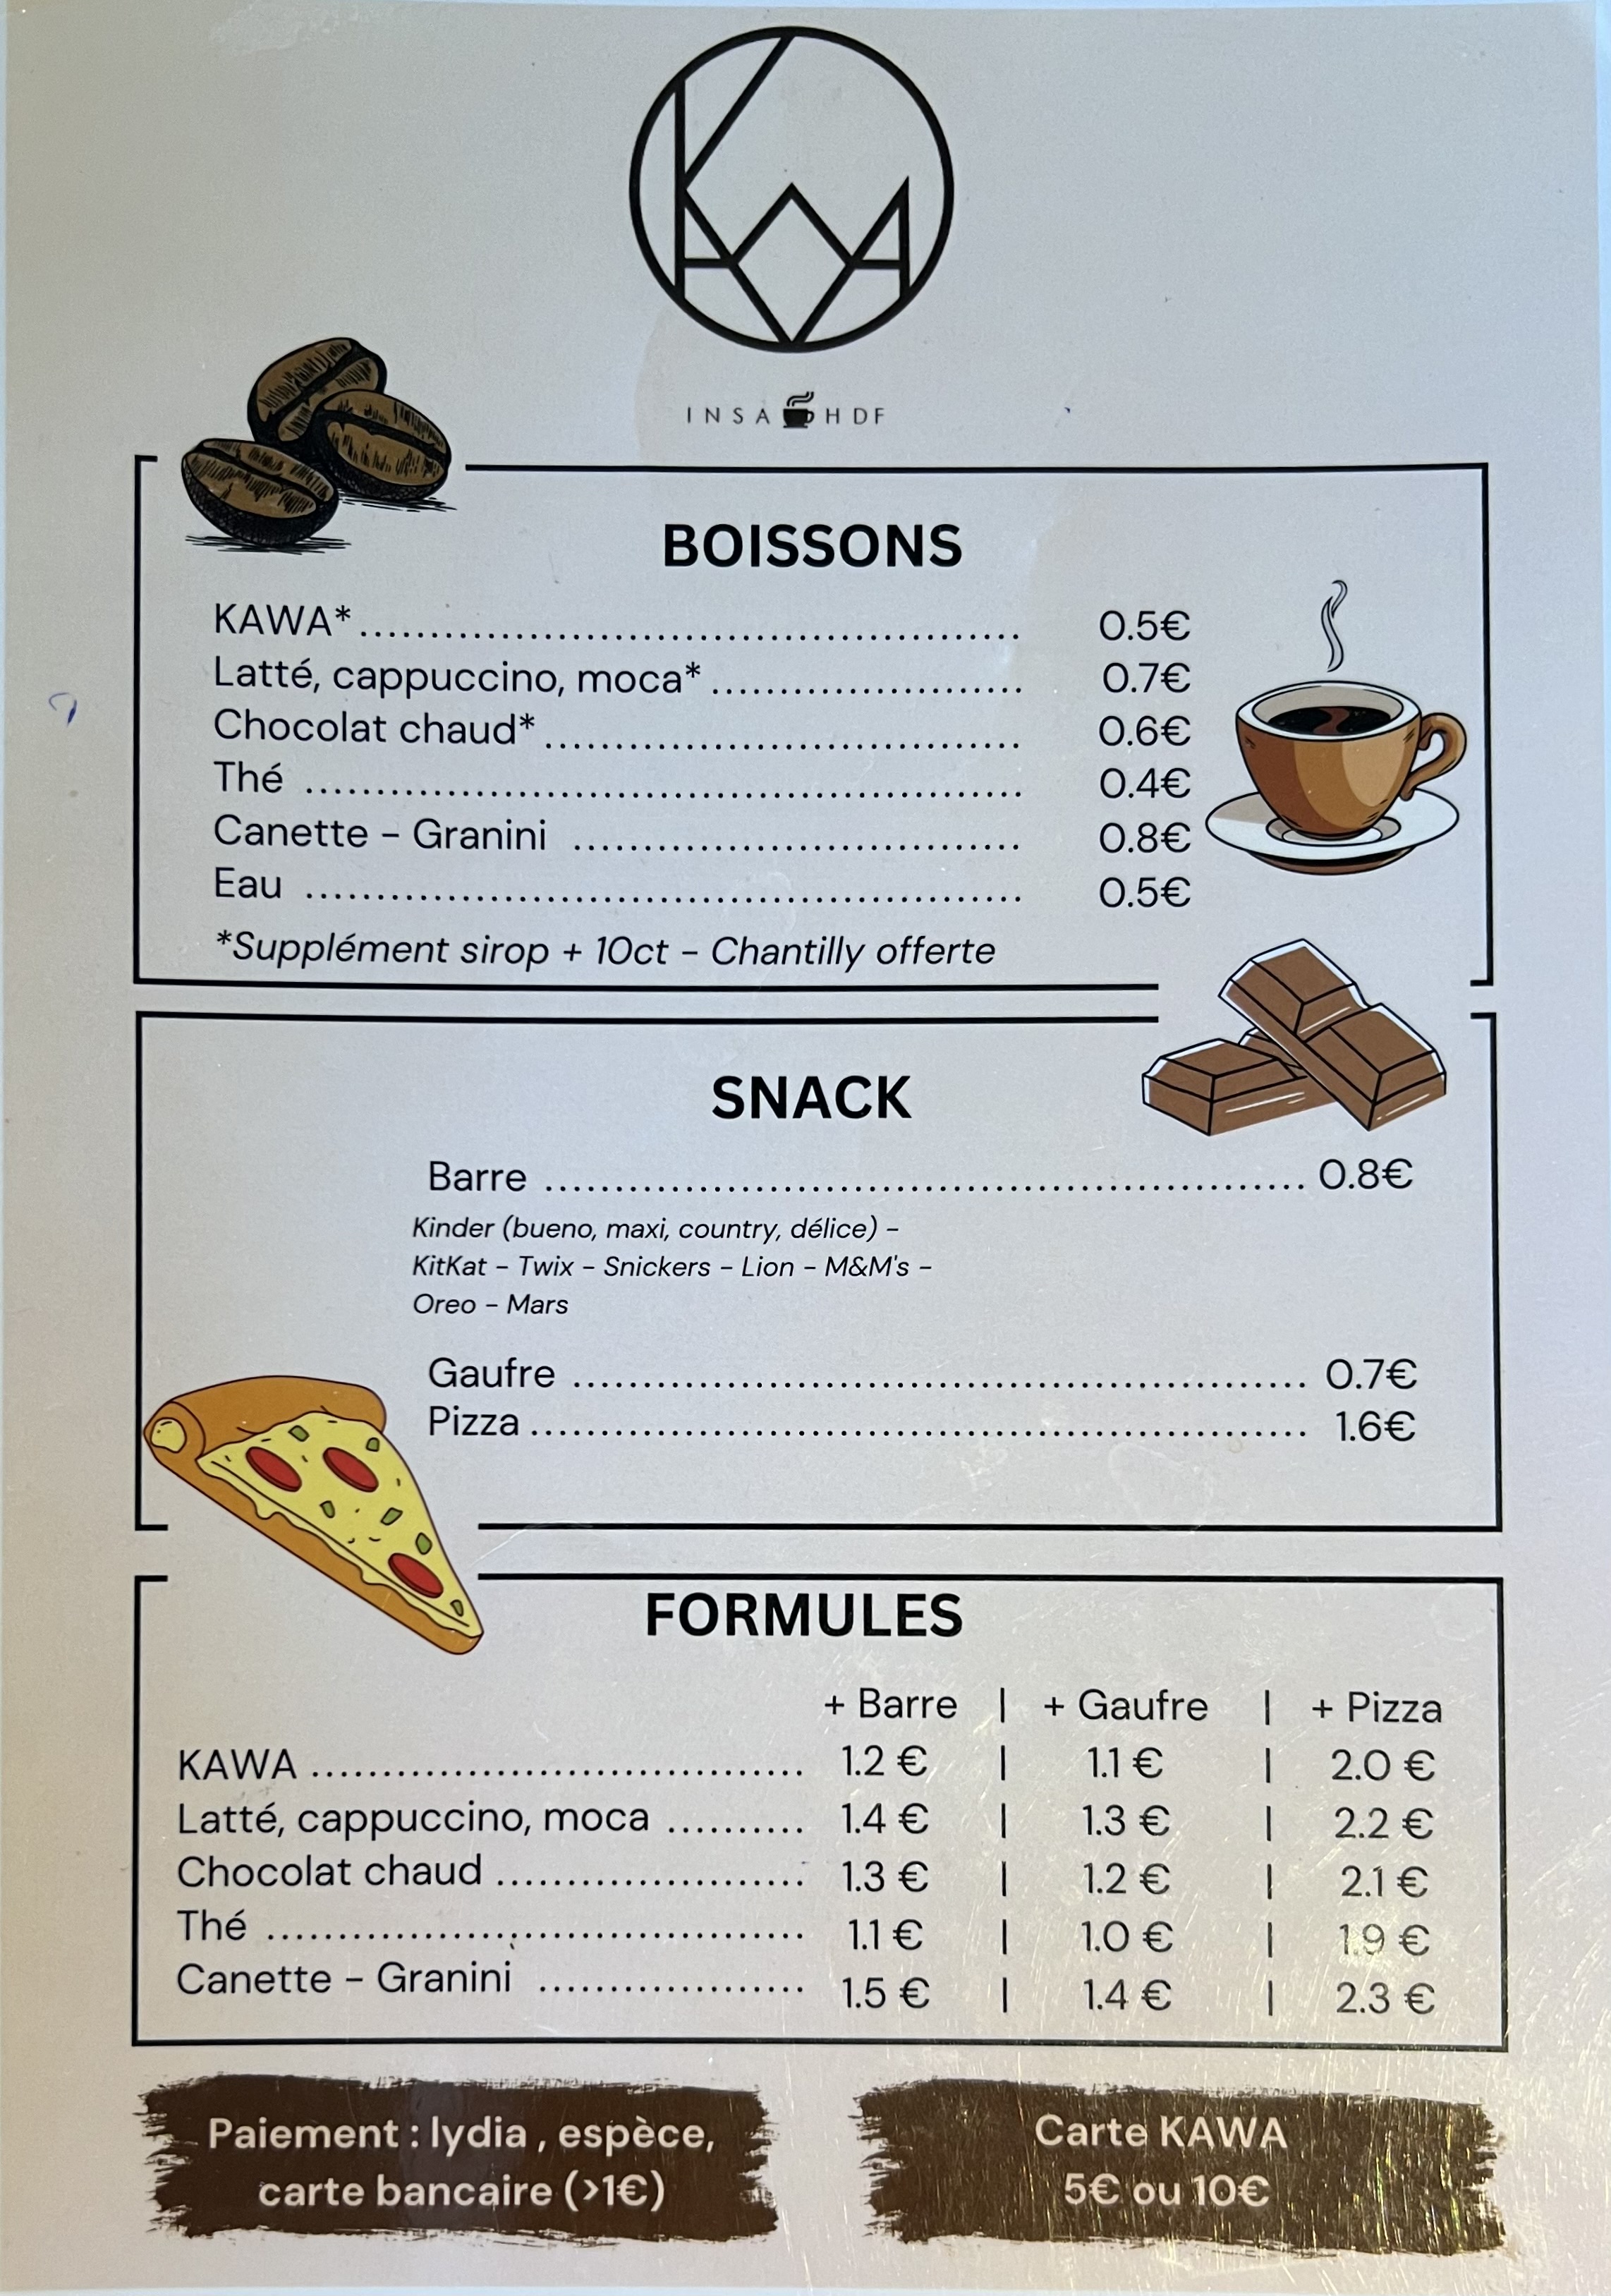 KAWA
INSA HDF
BOISSONS
KAWA*........................................................ 0.5€
Latté, cappuccino, moca*........................ 0.7€
Chocolat chaud*..................................... 0.6€
Thé ........................................................ 0.4€
Canette - Granini .................................. 0.8€
Eau ........................................................ 0.5€
*Supplément sirop + 10ct - Chantilly offerte
SNACK
Barre ............................................................ 0.8€
Kinder (bueno, maxi, country, délice) -
KitKat - Twix - Snickers - Lion - M&M's -
Oreo - Mars
Gaufre .......................................................... 0.7€
Pizza ............................................................. 1.6€
FORMULES
+ Barre | + Gaufre | + Pizza
KAWA ...................................... 1.2 € | 1.1 € | 2.0 €
Latté, cappuccino, moca .......... 1.4 € | 1.3 € | 2.2 €
Chocolat chaud ........................ 1.3 € | 1.2 € | 2.1 €
Thé .......................................... 1.1 € | 1.0 € | 1.9 €
Canette - Granini .................... 1.5 € | 1.4 € | 2.3 €
Paiement : lydia , espèce,
carte bancaire (>1€)
Carte KAWA
5€ ou 10€